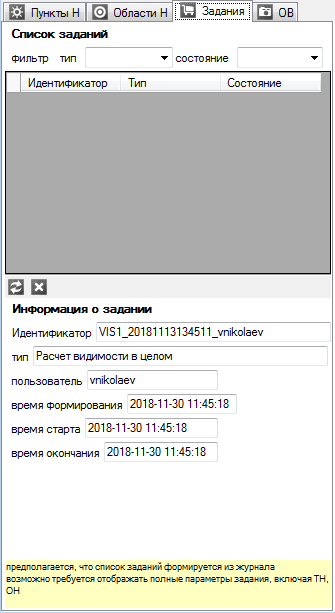 Пункты Н Области Н Задания ОВ
Список заданий
фильтр тип состояние
Идентификатор Тип Состояние
Информация о задании
Идентификатор VIS1_20181113134511_vnikolaev
тип Расчет видимости в целом
пользователь vnikolaev
время формирования 2018-11-30 11:45:18
время старта 2018-11-30 11:45:18
время окончания 2018-11-30 11:45:18
предполагается, что список заданий формируется из журнала
возможно требуется отображать полные параметры задания, включая ТН,
ОН